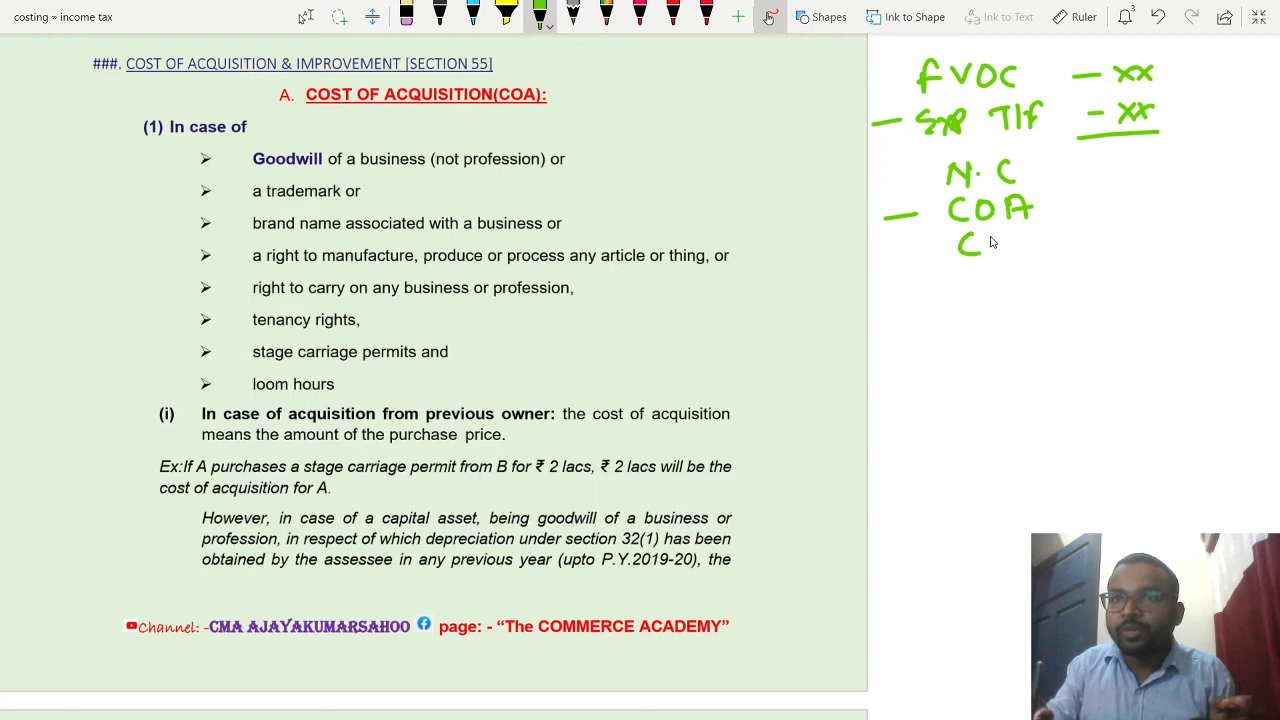 costing » income tax
Shapes Ink to Shape Ink to Text Ruler
###. COST OF ACQUISITION & IMPROVEMENT [SECTION 55]
A. COST OF ACQUISITION(COA):
(1) In case of
➢ Goodwill of a business (not profession) or
➢ a trademark or
➢ brand name associated with a business or
➢ a right to manufacture, produce or process any article or thing, or
➢ right to carry on any business or profession,
➢ tenancy rights,
➢ stage carriage permits and
➢ loom hours
(i) In case of acquisition from previous owner: the cost of acquisition
means the amount of the purchase price.
Ex:If A purchases a stage carriage permit from B for ₹ 2 lacs, ₹ 2 lacs will be the
cost of acquisition for A.
However, in case of a capital asset, being goodwill of a business or
profession, in respect of which depreciation under section 32(1) has been
obtained by the assessee in any previous year (upto P.Y.2019-20), the
Channel: -CMA AJAYAKUMARSAHOO page: - “The COMMERCE ACADEMY”
FVOC — xx
— Exp Tlf - xx
N.C
— COA
C